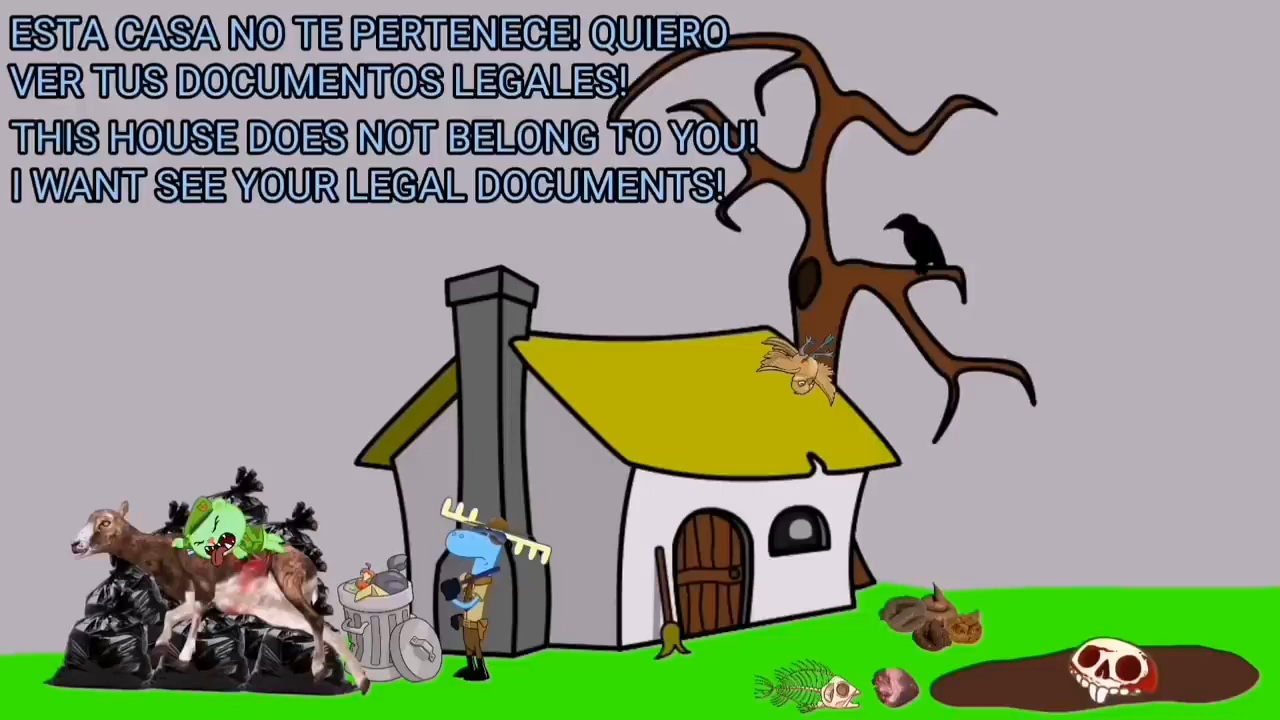 ESTA CASA NO TE PERTENECE! QUIERO
VER TUS DOCUMENTOS LEGALES!
THIS HOUSE DOES NOT BELONG TO YOU!
I WANT SEE YOUR LEGAL DOCUMENTS!